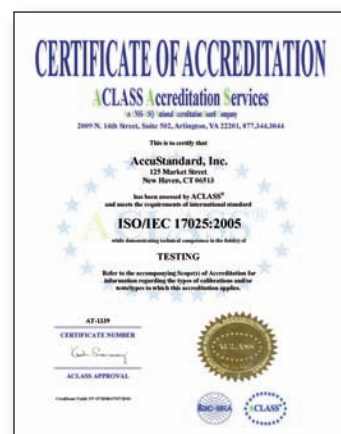 CERTIFICATE OF ACCREDITATION
ACLASS Accreditation Services
2009 N. 14th Street, Suite 502, Arlington, VA 22201, 877.344.3044
This is to certify that
AccuStandard, Inc.
125 Market Street
New Haven, CT 06513
has been assessed by ACLASS®
and meets the requirements of international standard
ISO/IEC 17025:2005
while demonstrating technical competence in the field(s) of
TESTING
Refer to the accompanying Scope(s) of Accreditation for
information regarding the types of calibrations and/or
tests/types to which this accreditation applies.
AT-1339
CERTIFICATE NUMBER
ACLASS APPROVAL
Certificate Valid:
ACLASS
ilac-MRA
ACLASS